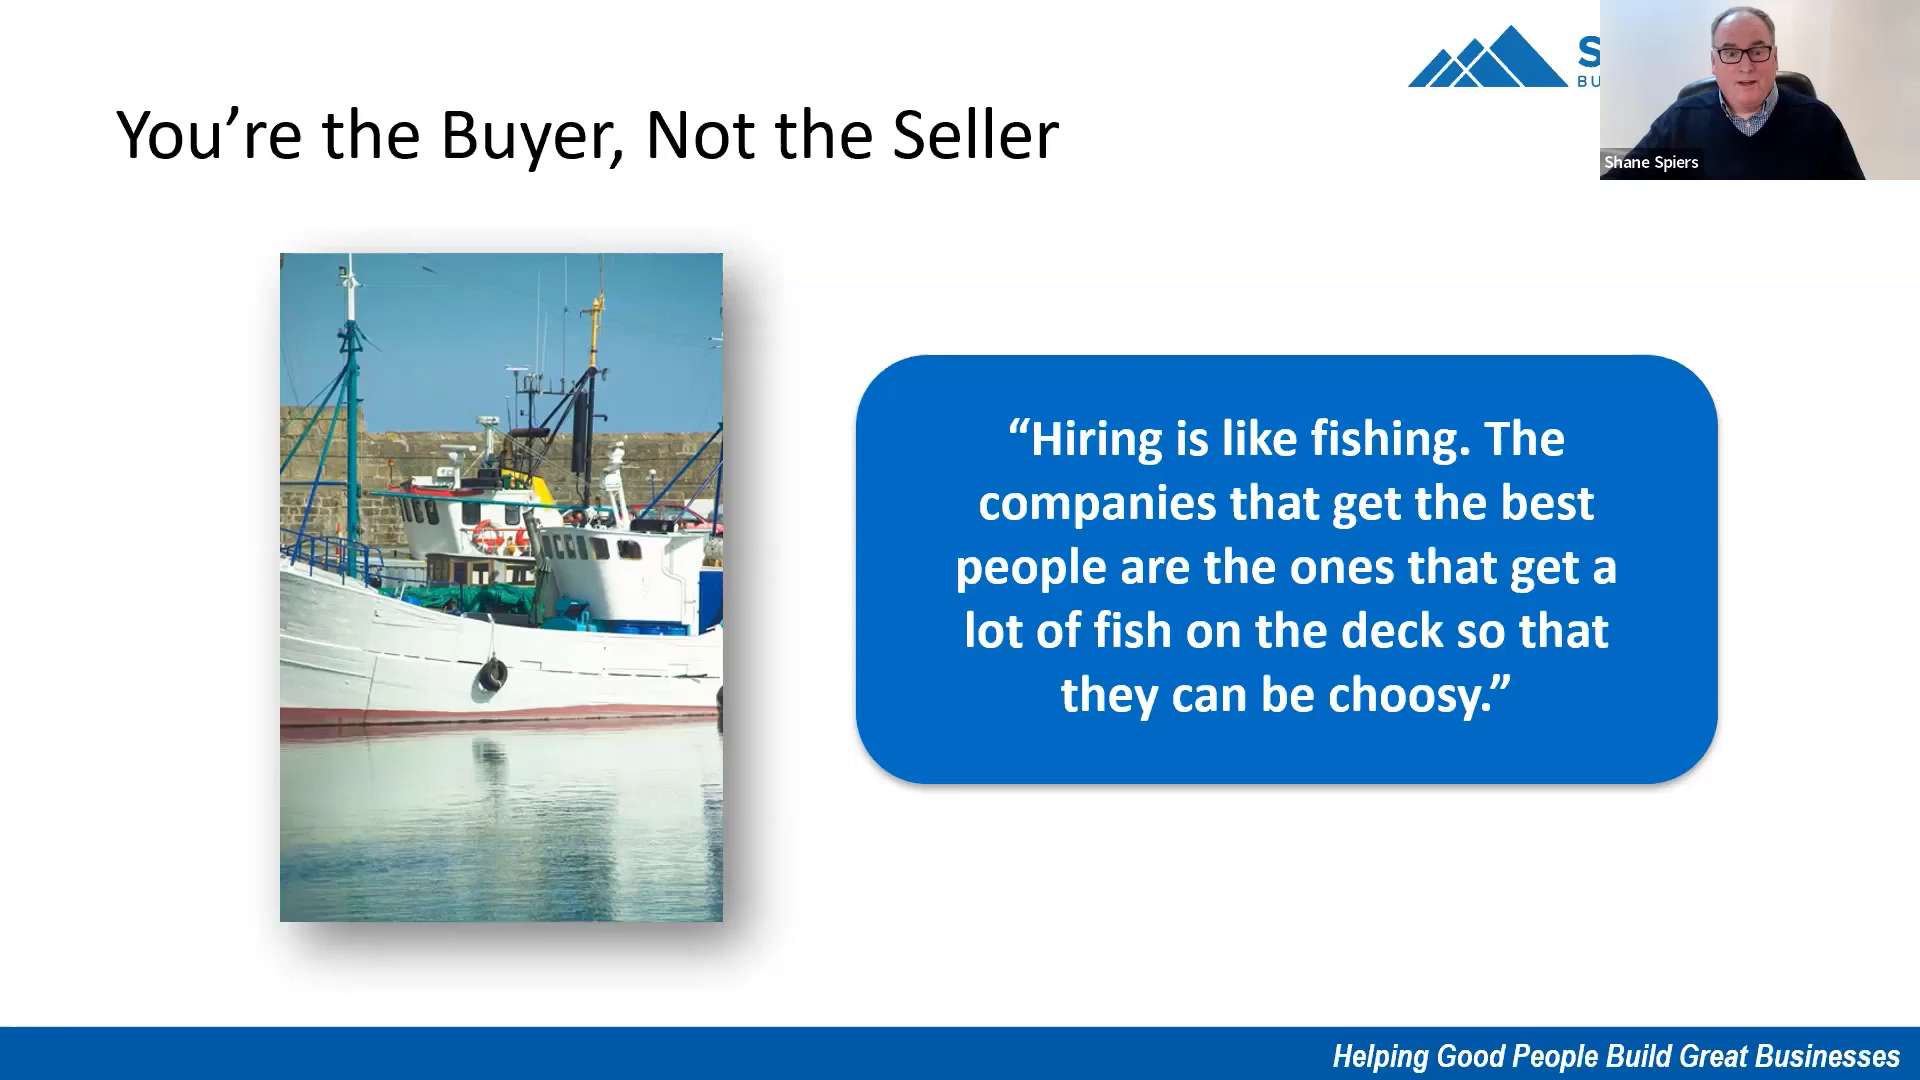 You’re the Buyer, Not the Seller
Shane Spiers
“Hiring is like fishing. The
companies that get the best
people are the ones that get a
lot of fish on the deck so that
they can be choosy.”
Helping Good People Build Great Businesses